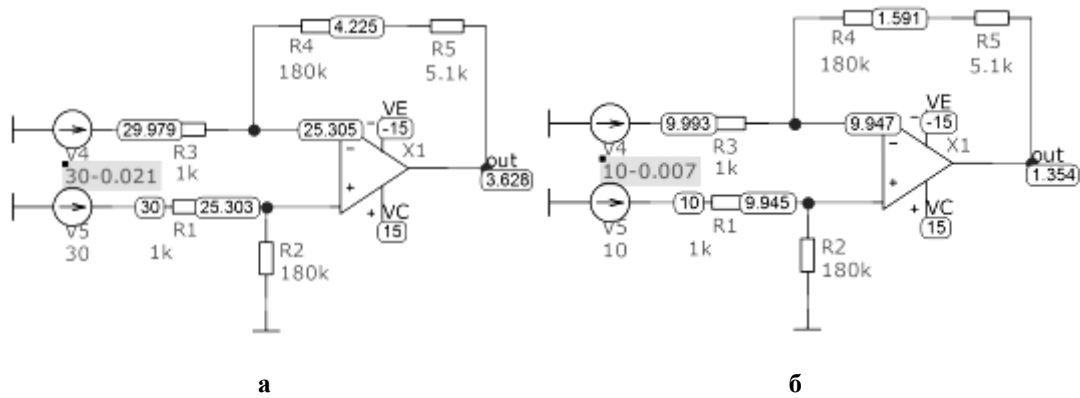 4.225
R4
180k
R5
5.1k
VE
-15
29.979
25.305
V4
R3
X1
30-0.021
1k
out
3.628
30
25.303
VC
15
V5
R1
30
1k
R2
180k
а
1.591
R4
180k
R5
5.1k
VE
-15
9.993
9.947
V4
R3
X1
10-0.007
1k
out
1.354
10
9.945
VC
15
V5
R1
10
1k
R2
180k
б